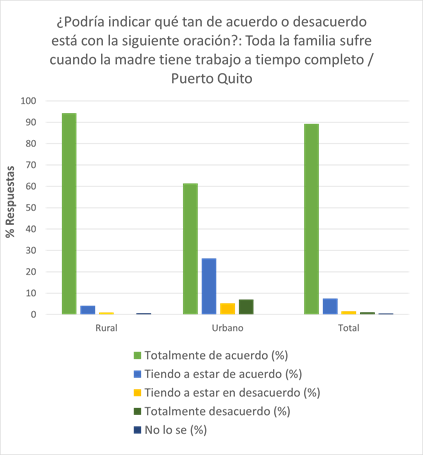 ¿Podría indicar qué tan de acuerdo o desacuerdo
está con la siguiente oración?: Toda la familia sufre
cuando la madre tiene trabajo a tiempo completo /
Puerto Quito
% Respuestas
100
90
80
70
60
50
40
30
20
10
0
Rural
Urbano
Total
Totalmente de acuerdo (%)
Tiendo a estar de acuerdo (%)
Tiendo a estar en desacuerdo (%)
Totalmente desacuerdo (%)
No lo se (%)